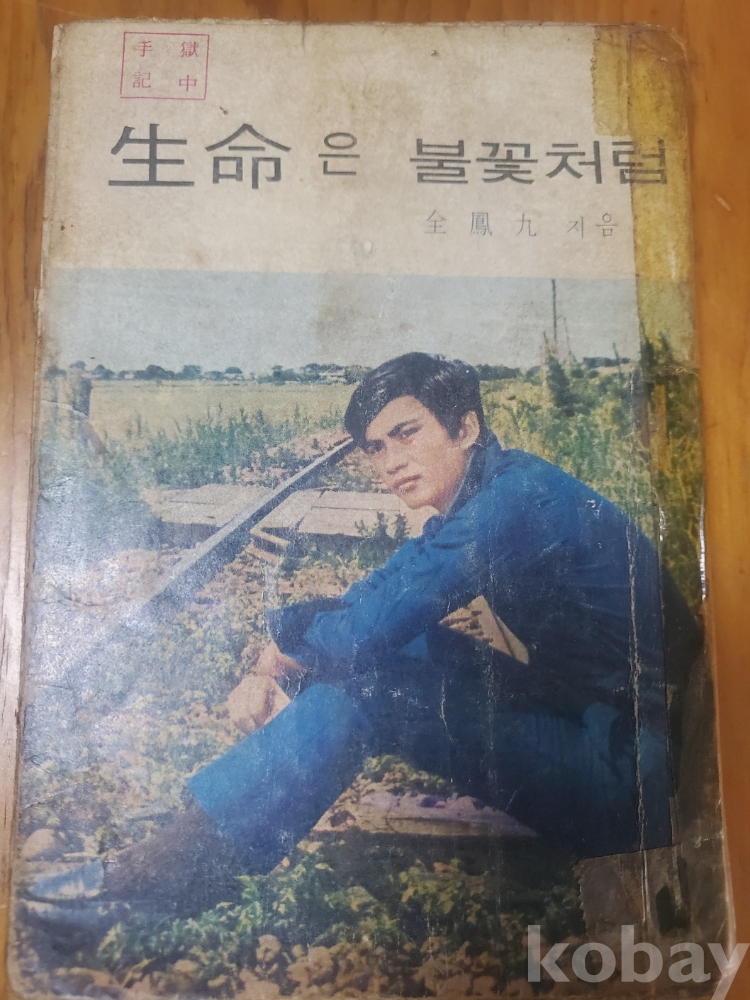 獄中
手記
生命은 불꽃처럼
全鳳九 지음
kobay